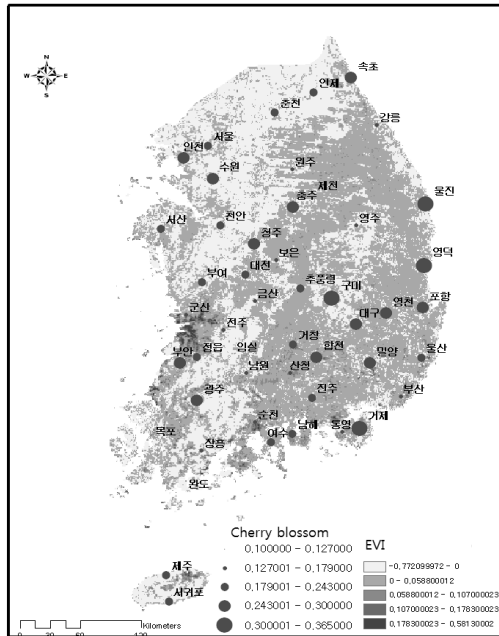 N
W E
S
속초
인제
춘천
강릉
서울
인천
원주
수원
제천
충주
울진
서산
천안
영주
청주
보은
영덕
대전
추풍령
부여
금산
구미
군산
영천
포항
대구
전주
거창
임실
합천
울산
정읍
부안
밀양
남원
산청
광주
진주
부산
순천
남해
거제
목포
여수
통영
장흥
완도
제주
서귀포
Cherry blossom
0.100000 - 0.127000
0.127001 - 0.179000
0.179001 - 0.243000
0.243001 - 0.300000
0.300001 - 0.365000
EVI
-0.772099972 - 0
0 - 0.058800012
0.058800012 - 0.107000023
0.107000023 - 0.178300023
0.178300023 - 0.58130002
0 15 30 60 90 120
Kilometers